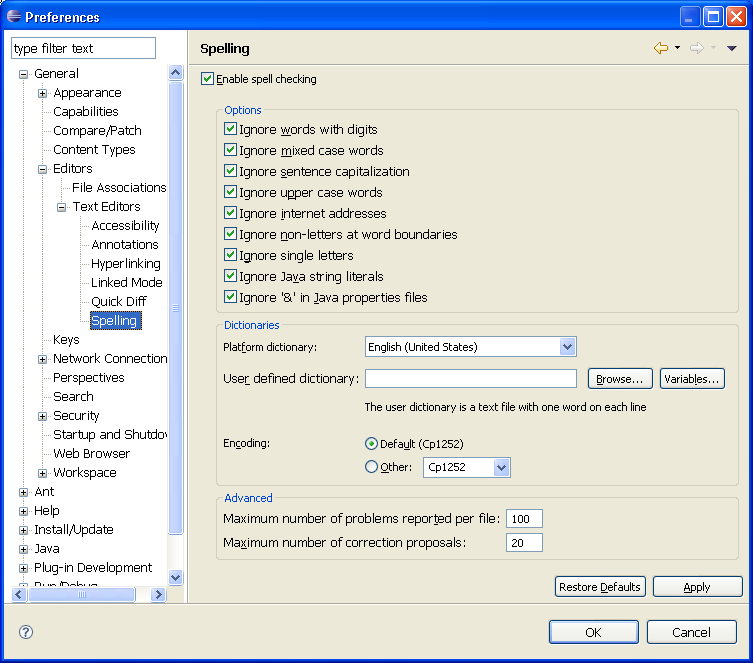 Preferences
type filter text
General
Appearance
Capabilities
Compare/Patch
Content Types
Editors
File Associations
Text Editors
Accessibility
Annotations
Hyperlinking
Linked Mode
Quick Diff
Spelling
Keys
Network Connection
Perspectives
Search
Security
Startup and Shutdov
Web Browser
Workspace
Ant
Help
Install/Update
Java
Plug-in Development
Run/Debug
Spelling
Enable spell checking
Options
Ignore words with digits
Ignore mixed case words
Ignore sentence capitalization
Ignore upper case words
Ignore internet addresses
Ignore non-letters at word boundaries
Ignore single letters
Ignore Java string literals
Ignore '&' in Java properties files
Dictionaries
Platform dictionary: English (United States)
User defined dictionary: Browse... Variables...
The user dictionary is a text file with one word on each line
Encoding: Default (Cp1252)
Other: Cp1252
Advanced
Maximum number of problems reported per file: 100
Maximum number of correction proposals: 20
Restore Defaults Apply
? OK Cancel